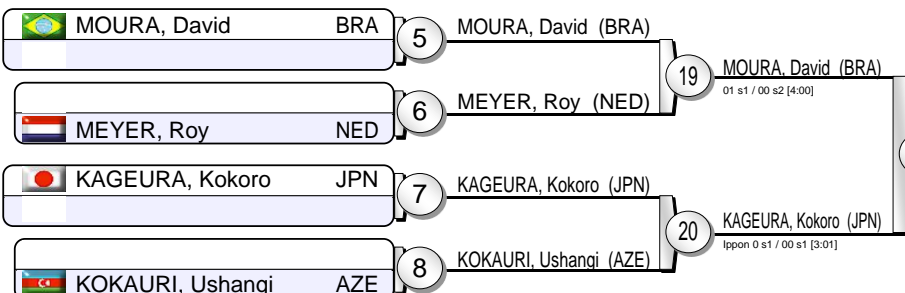 MOURA, David BRA
5
MOURA, David (BRA)
6
MEYER, Roy (NED)
MEYER, Roy NED
19
MOURA, David (BRA)
01 s1 / 00 s2 [4:00]
KAGEURA, Kokoro JPN
7
KAGEURA, Kokoro (JPN)
8
KOKAURI, Ushangi (AZE)
KOKAURI, Ushangi AZE
20
KAGEURA, Kokoro (JPN)
Ippon 0 s1 / 00 s1 [3:01]